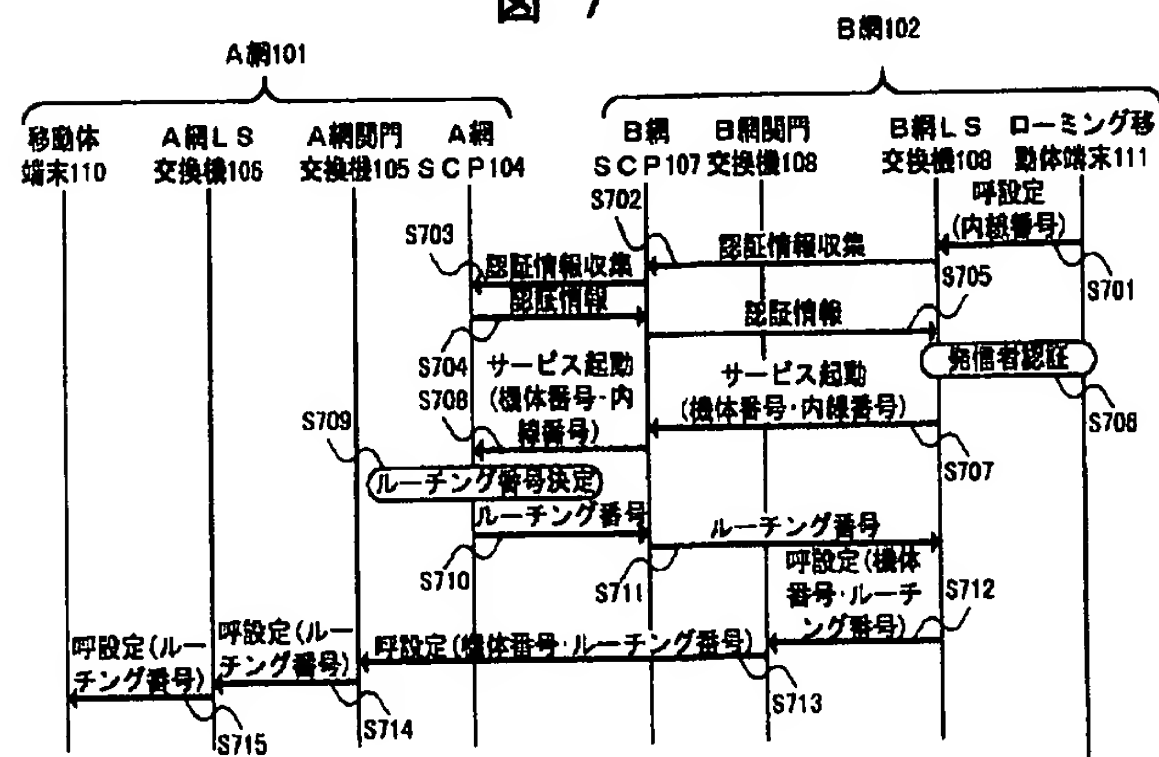 図 7
A網101
B網102
移動体
端末110
A網LS
交換機106
A網関門
交換機105
A網
SCP104
B網
SCP107
B網関門
交換機108
B網LS
交換機108
ローミング移
動体端末111
呼設定
(内線番号)
S701
S702
認証情報収集
S703
認証情報収集
認証情報
S704
認証情報
S705
発信者認証
S706
サービス起動
(機体番号・内線番号)
S707
サービス起動
(機体番号・内
線番号)
S708
S709
ルーチング番号決定
ルーチング番号
S710
ルーチング番号
S711
呼設定(機体
番号・ルーチ
ング番号)
S712
呼設定(機体番号・ルーチング番号)
S713
呼設定(ルー
チング番号)
S714
呼設定(ルー
チング番号)
S715